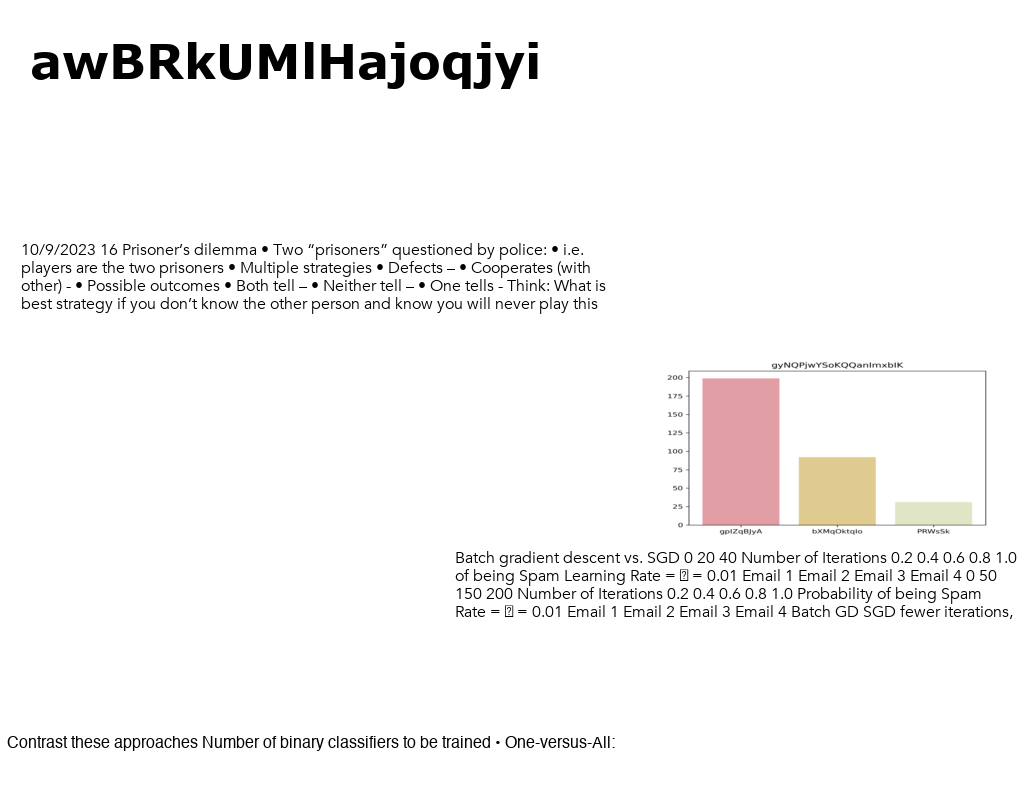 awBRkUMlHajoqjyi
10/9/2023 16 Prisoner’s dilemma • Two “prisoners” questioned by police: • i.e.
players are the two prisoners • Multiple strategies • Defects – • Cooperates (with
other) - • Possible outcomes • Both tell – • Neither tell – • One tells - Think: What is
best strategy if you don’t know the other person and know you will never play this
gyNQPjwYSoKQQanImxbIK
200
175
150
125
100
75
50
25
0
gpIZqBJyA bXMqOktqIo PRWsSk
Batch gradient descent vs. SGD 0 20 40 Number of Iterations 0.2 0.4 0.6 0.8 1.0
of being Spam Learning Rate = = 0.01 Email 1 Email 2 Email 3 Email 4 0 50
150 200 Number of Iterations 0.2 0.4 0.6 0.8 1.0 Probability of being Spam
Rate = = 0.01 Email 1 Email 2 Email 3 Email 4 Batch GD SGD fewer iterations,
Contrast these approaches Number of binary classifiers to be trained • One-versus-All: